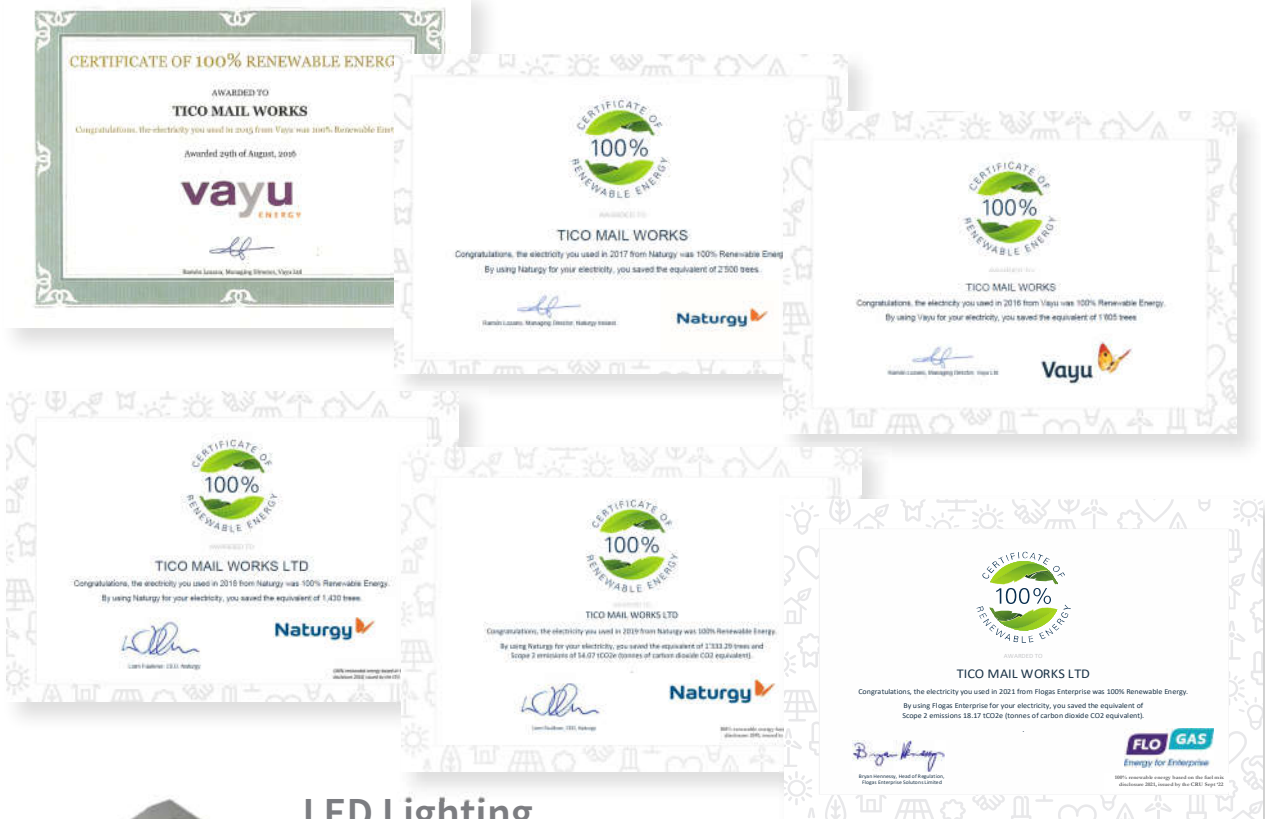 CERTIFICATE OF 100% RENEWABLE ENERG
AWARDED TO
TICO MAIL WORKS
Congratulations, the electricity you used in 2015 from Vayu was 100% Renewable Ener
Awarded 29th of August, 2016
vayu
ENERGY
Ramón Lozano, Managing Director, Vayu Ltd
CERTIFICATE OF
100%
RENEWABLE ENERGY
AWARDED TO
TICO MAIL WORKS
Congratulations, the electricity you used in 2017 from Naturgy was 100% Renewable Energ
By using Naturgy for your electricity, you saved the equivalent of 2'500 trees.
Ramón Lozano, Managing Director, Naturgy Ireland
Naturgy
CERTIFICATE OF
100%
RENEWABLE ENERGY
AWARDED TO
TICO MAIL WORKS
Congratulations, the electricity you used in 2016 from Vayu was 100% Renewable Energy.
By using Vayu for your electricity, you saved the equivalent of 1'605 trees
Ramón Lozano, Managing Director, Vayu Ltd
Vayu
CERTIFICATE OF
100%
RENEWABLE ENERGY
AWARDED TO
TICO MAIL WORKS LTD
Congratulations, the electricity you used in 2018 from Naturgy was 100% Renewable Energy.
By using Naturgy for your electricity, you saved the equivalent of 1,430 trees.
Naturgy
CERTIFICATE OF
100%
RENEWABLE ENERGY
AWARDED TO
TICO MAIL WORKS LTD
Congratulations, the electricity you used in 2019 from Naturgy was 100% Renewable Energy.
By using Naturgy for your electricity, you saved the equivalent of 1'333.29 trees and
Scope 2 emissions of 54.07 tCO2e (tonnes of carbon dioxide CO2 equivalent).
Naturgy
CERTIFICATE OF
100%
RENEWABLE ENERGY
AWARDED TO
TICO MAIL WORKS LTD
Congratulations, the electricity you used in 2021 from Flogas Enterprise was 100% Renewable Energy.
By using Flogas Enterprise for your electricity, you saved the equivalent of
Scope 2 emissions 18.17 tCO2e (tonnes of carbon dioxide CO2 equivalent).
Bryan Hennessy, Head of Regulation,
Flogas Enterprise Solutions Limited
FLO GAS
Energy for Enterprise
100% renewable energy based on the fuel mix
disclosure 2021, issued by the CRU Sept '22
LED Lighting